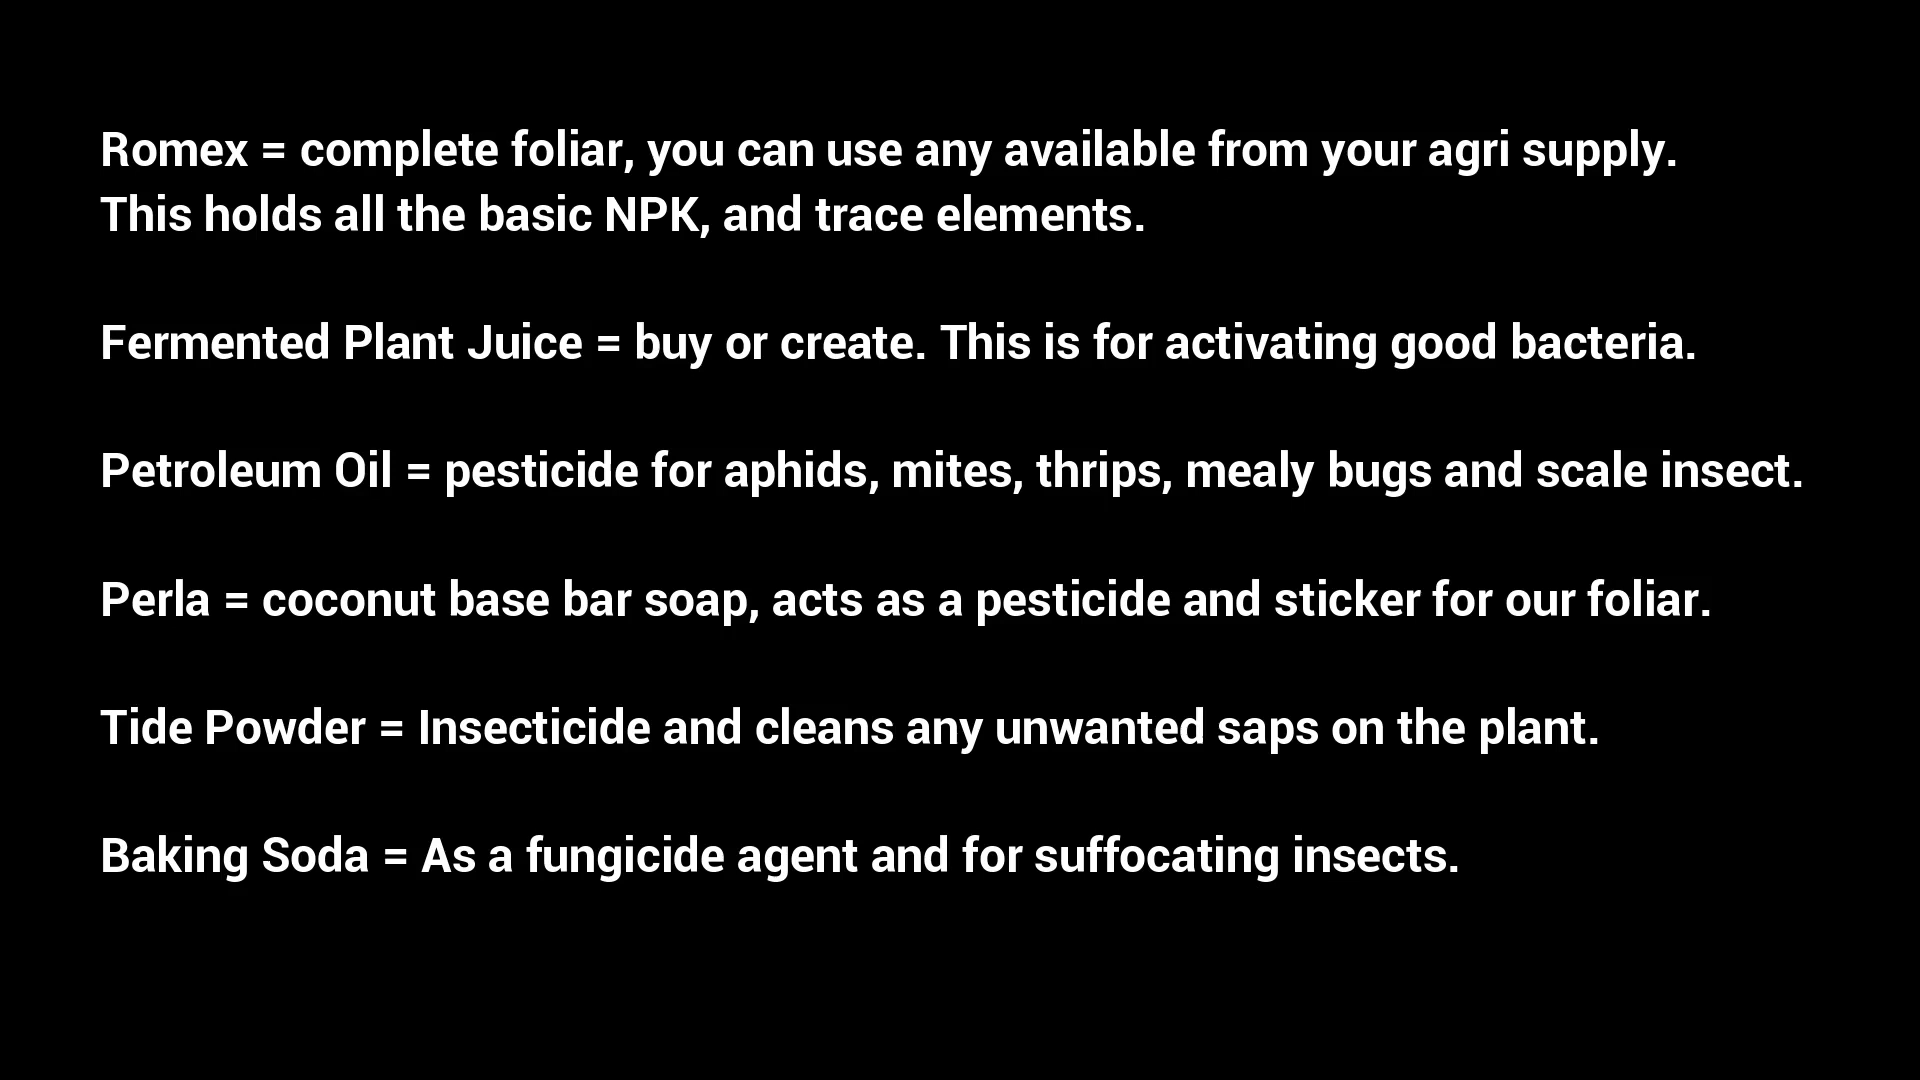 Romex = complete foliar, you can use any available from your agri supply.
This holds all the basic NPK, and trace elements.
Fermented Plant Juice = buy or create. This is for activating good bacteria.
Petroleum Oil = pesticide for aphids, mites, thrips, mealy bugs and scale insect.
Perla = coconut base bar soap, acts as a pesticide and sticker for our foliar.
Tide Powder = Insecticide and cleans any unwanted saps on the plant.
Baking Soda = As a fungicide agent and for suffocating insects.